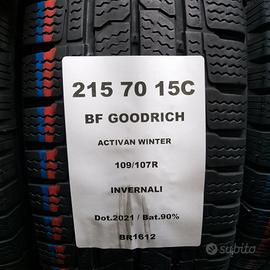 215 70 15C
BF GOODRICH
ACTIVAN WINTER
109/107R
INVERNALI
Dot.2021 / Bat.90%
BR1612
subito